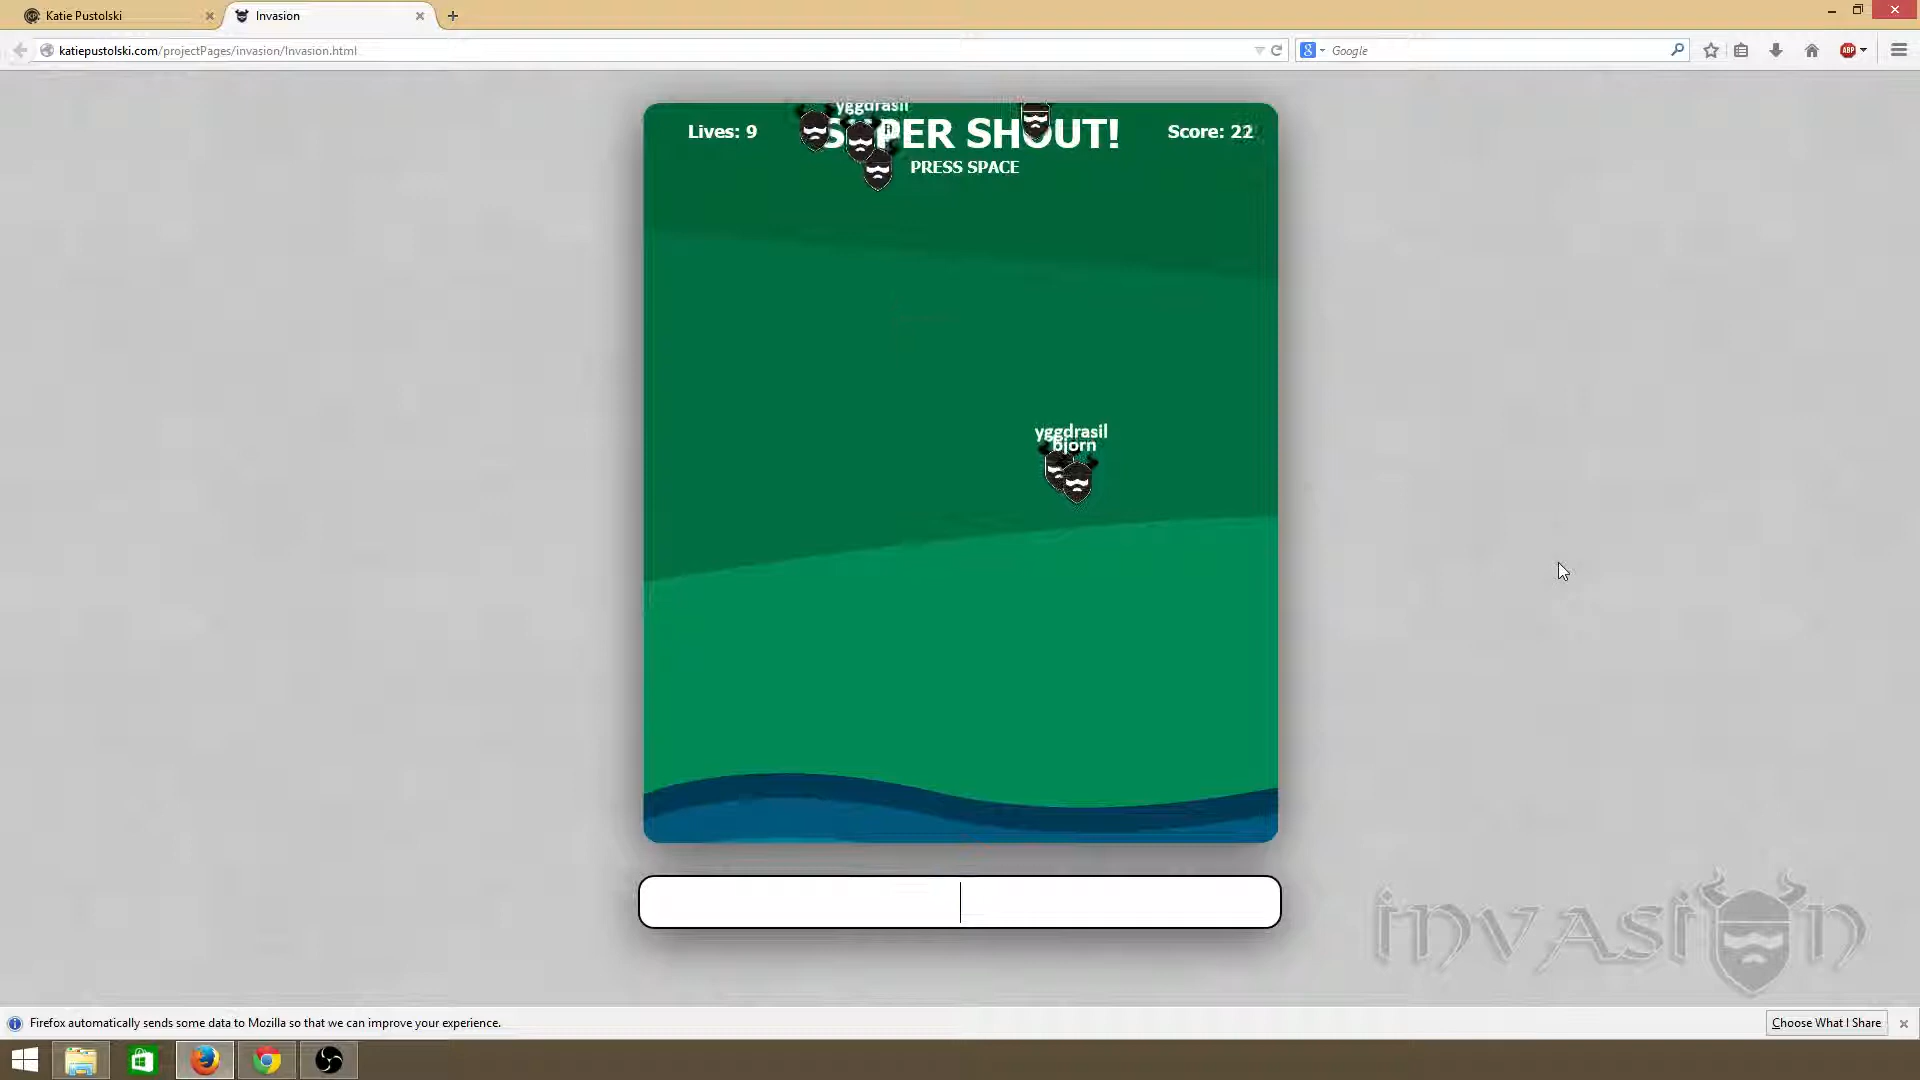 Katie Pustolski
Invasion
katiepustolski.com/projectPages/invasion/Invasion.html
Google
ABP
yggdrasil
Lives: 9
SUPER SHOUT!
Score: 22
PRESS SPACE
yggdrasil
bjorn
invasion
Firefox automatically sends some data to Mozilla so that we can improve your experience.
Choose What I Share